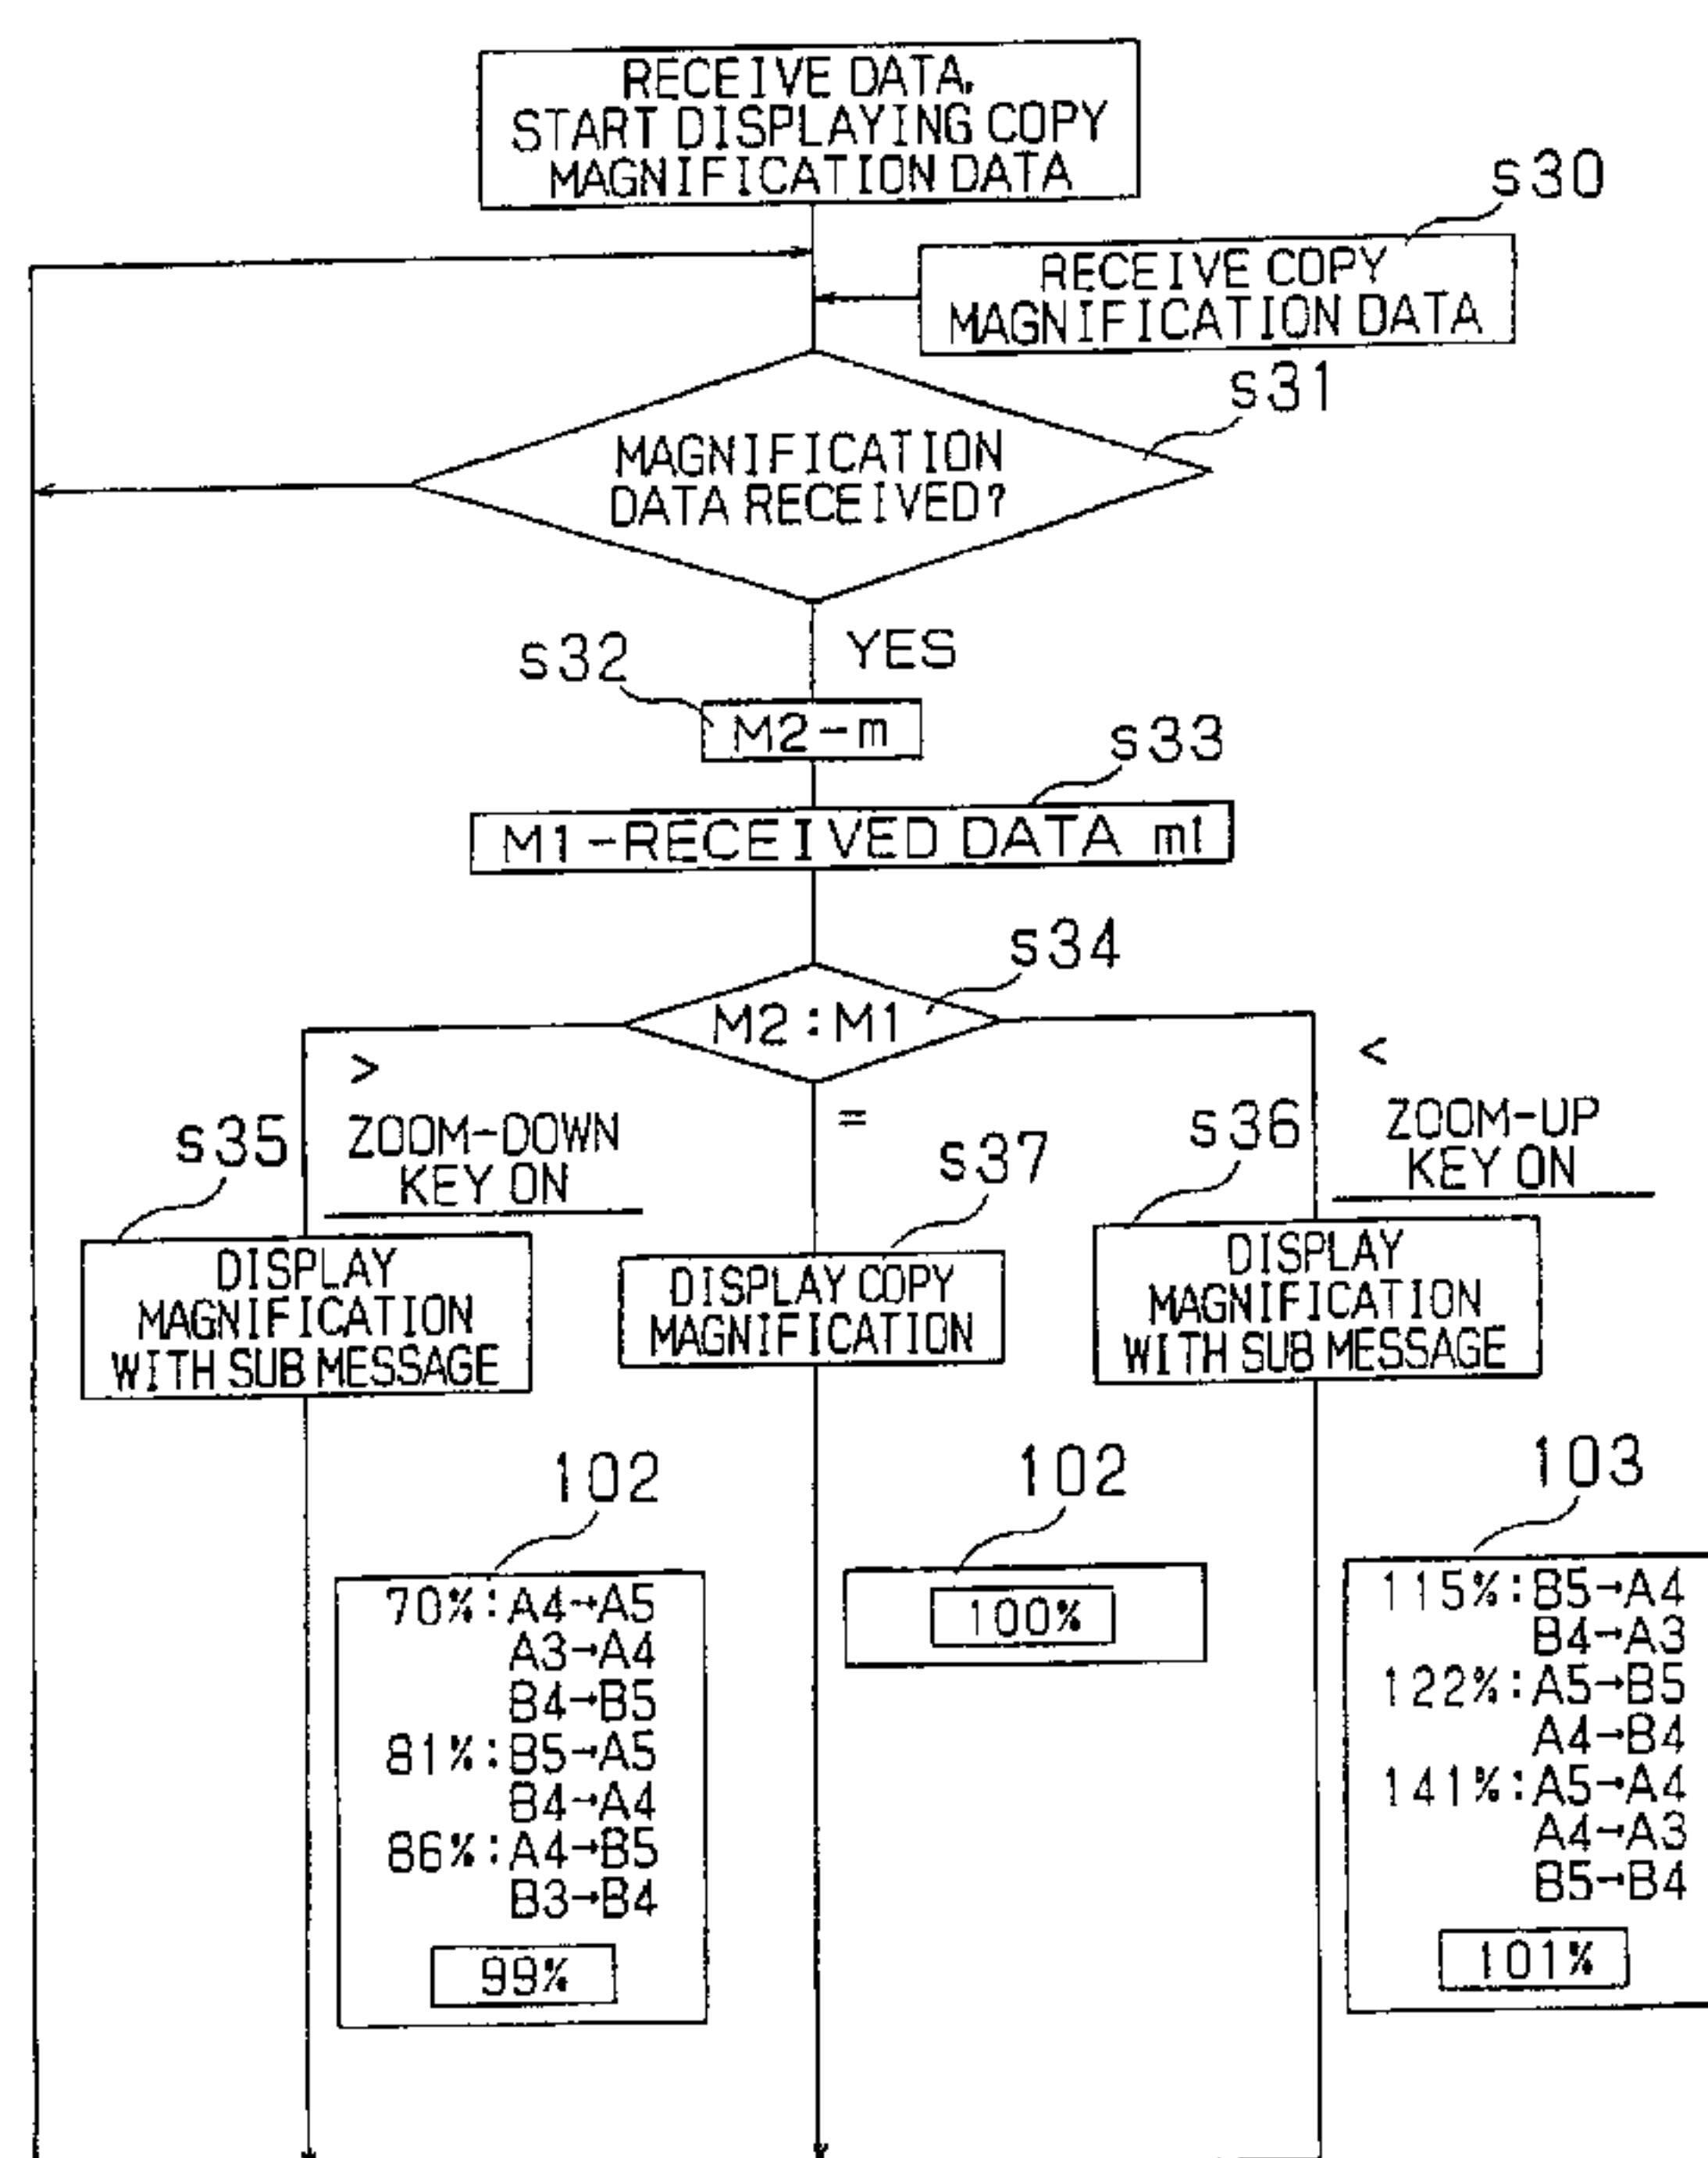 RECEIVE DATA,
START DISPLAYING COPY
MAGNIFICATION DATA
s30
RECEIVE COPY
MAGNIFICATION DATA
s31
MAGNIFICATION
DATA RECEIVED?
YES
s32
M2-m
s33
M1-RECEIVED DATA m1
s34
M2:M1
>
=
<
s35
ZOOM-DOWN
KEY ON
s37
s36
ZOOM-UP
KEY ON
DISPLAY
MAGNIFICATION
WITH SUB MESSAGE
DISPLAY COPY
MAGNIFICATION
DISPLAY
MAGNIFICATION
WITH SUB MESSAGE
102
70%:A4→A5
A3→A4
B4→B5
81%:B5→A5
B4→A4
86%:A4→B5
B3→B4
99%
102
100%
103
115%:B5→A4
B4→A3
122%:A5→B5
A4→B4
141%:A5→A4
A4→A3
B5→B4
101%